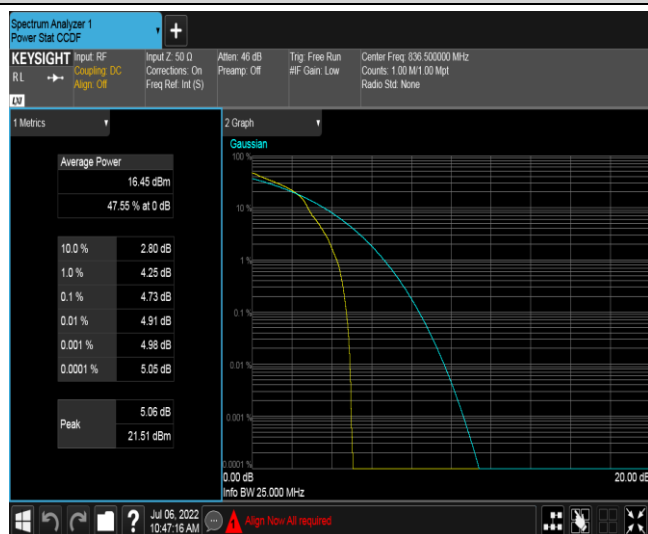 Spectrum Analyzer 1
Power Stat CCDF
+
KEYSIGHT
RL
LXI
Input: RF
Coupling: DC
Align: Off
Input Z: 50 Ω
Corrections: On
Freq Ref: Int (S)
Atten: 46 dB
Preamp: Off
Trig: Free Run
#IF Gain: Low
Center Freq: 836.500000 MHz
Counts: 1.00 M/1.00 Mpt
Radio Std: None
1 Metrics
Average Power
16.45 dBm
47.55 % at 0 dB
10.0 % 2.80 dB
1.0 % 4.25 dB
0.1 % 4.73 dB
0.01 % 4.91 dB
0.001 % 4.98 dB
0.0001 % 5.05 dB
Peak 5.06 dB
21.51 dBm
2 Graph
Gaussian
100 %
10 %
1 %
0.1 %
0.01 %
0.001 %
0.0001 %
0.00 dB 20.00 dB
Info BW 25.000 MHz
?
Jul 06, 2022
10:47:16 AM
Align Now All required